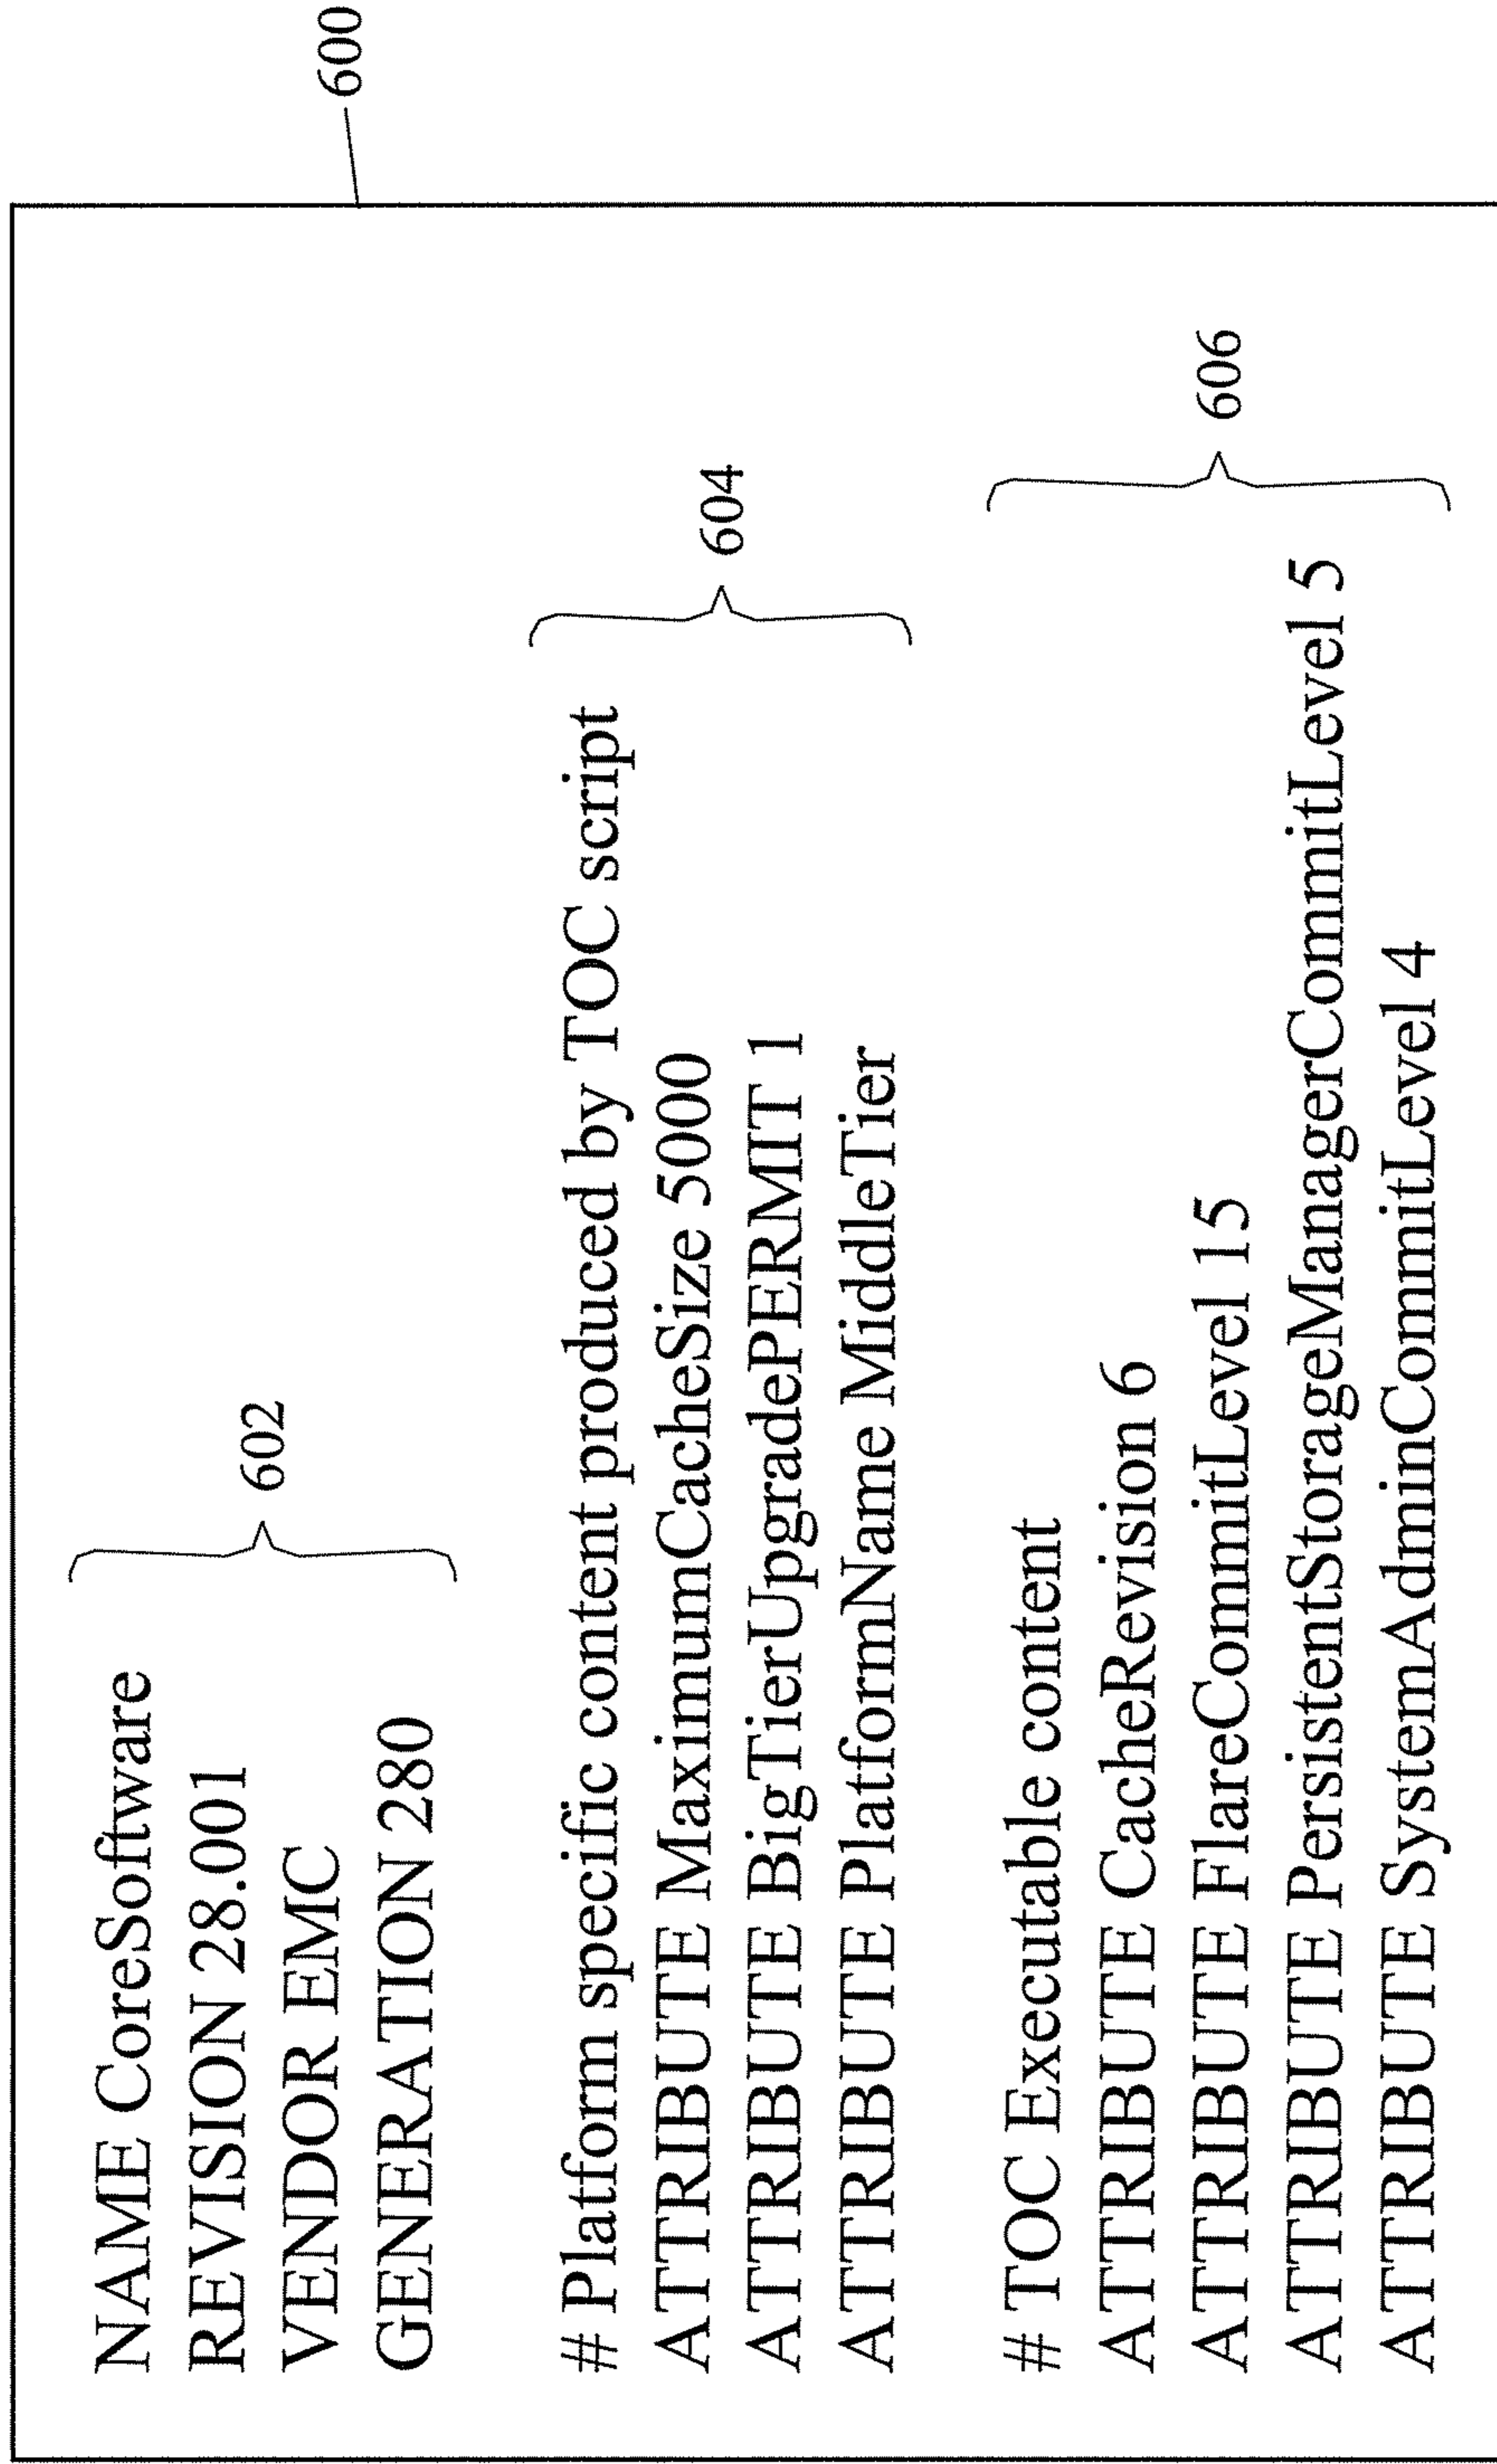 600
NAME CoreSoftware
REVISION 28.001
VENDOR EMC
GENERATION 280
602
# Platform specific content produced by TOC script
ATTRIBUTE MaximumCacheSize 5000
ATTRIBUTE BigTierUpgradePERMIT 1
ATTRIBUTE PlatformName MiddleTier
604
# TOC Executable content
ATTRIBUTE CacheRevision 6
ATTRIBUTE FlareCommitLevel 15
ATTRIBUTE PersistentStorageManagerCommitLevel 5
ATTRIBUTE SystemAdminCommitLevel 4
606